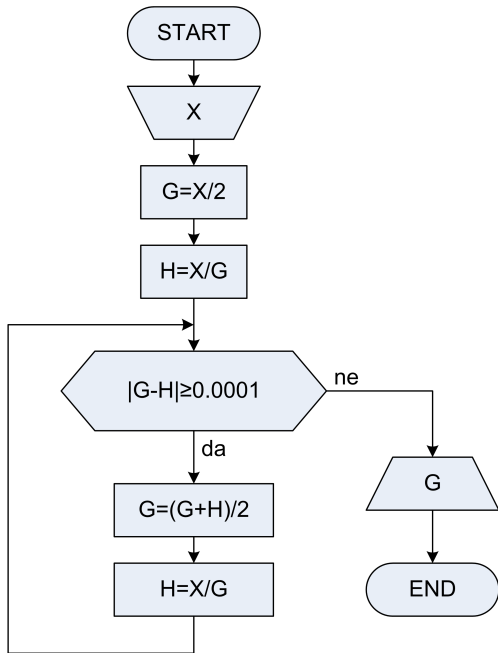 START
X
G=X/2
H=X/G
|G-H|≥0.0001
ne
da
G=(G+H)/2
G
H=X/G
END